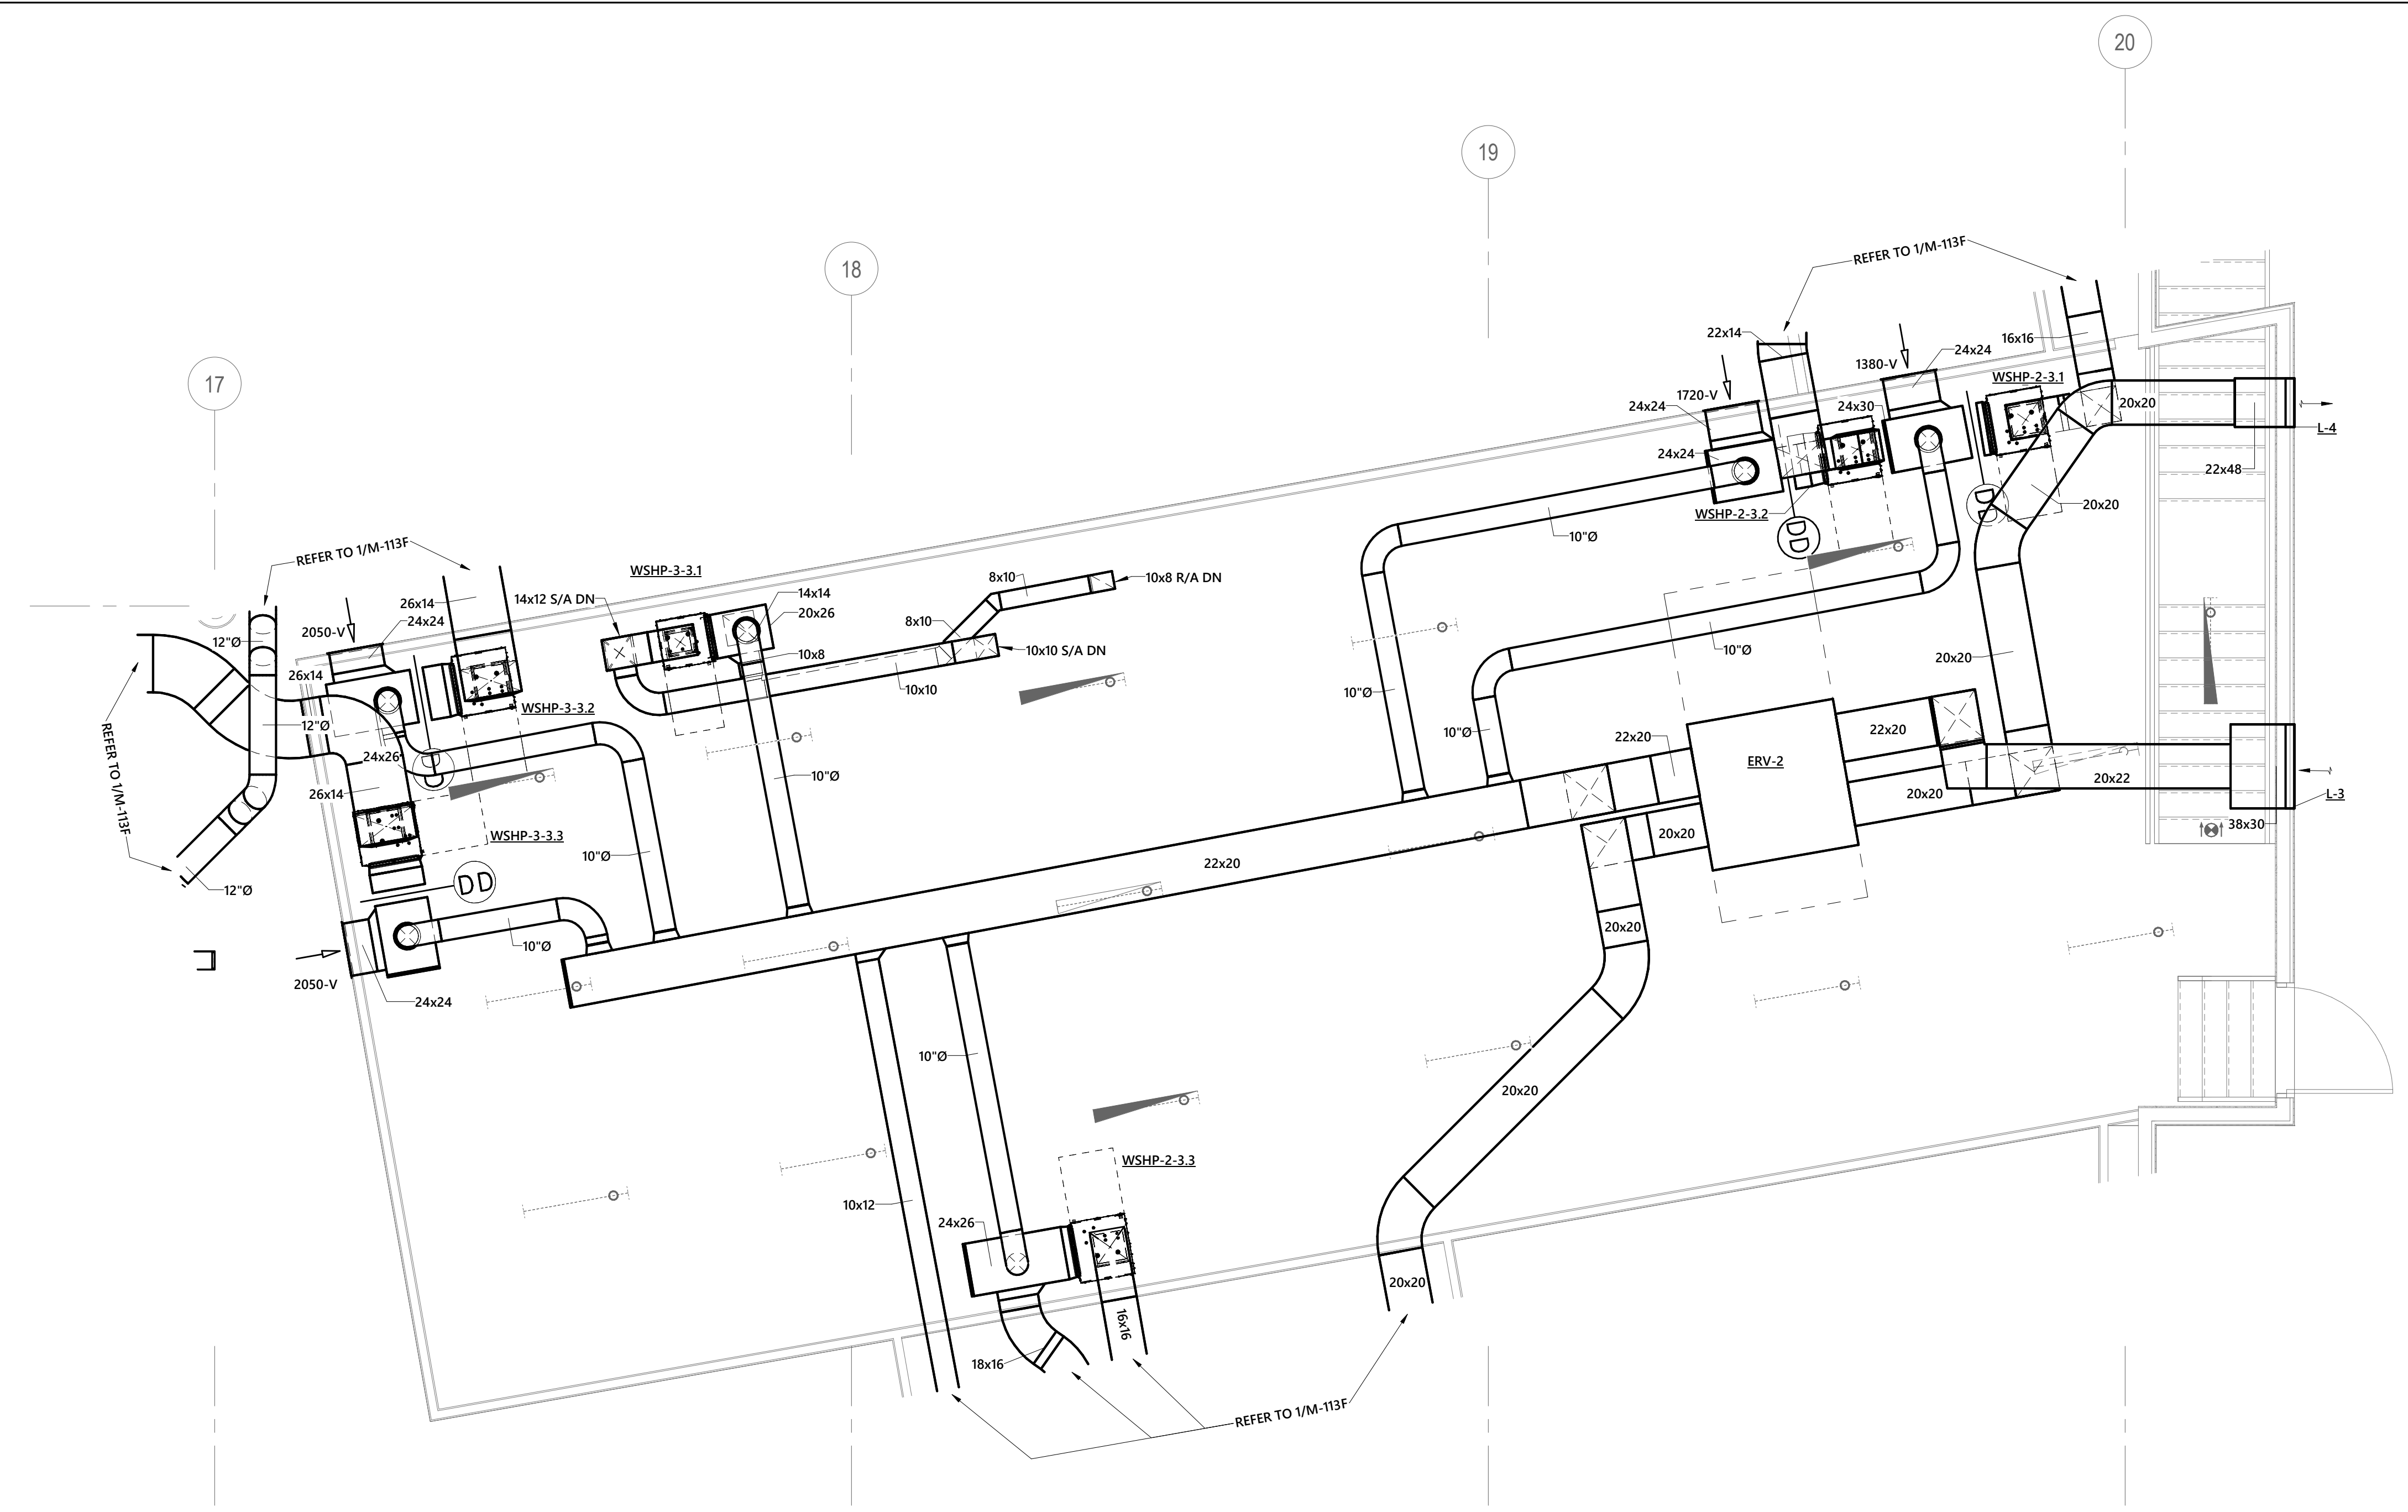 20
19
18
17
REFER TO 1/M-113F
22x14
16x16
24x24
1380-V
WSHP-2-3.1
1720-V
24x24
24x30
20x20
L-4
24x24
22x48
20x20
WSHP-2-3.2
DD
DD
10"Ø
REFER TO 1/M-113F
WSHP-3-3.1
8x10
10x8 R/A DN
14x12 S/A DN
14x14
20x26
26x14
24x24
2050-V
12"Ø
8x10
10x10 S/A DN
10x8
10x10
26x14
WSHP-3-3.2
12"Ø
24x26
DD
26x14
REFER TO 1/M-113F
10"Ø
20x20
10"Ø
10"Ø
22x20
22x20
ERV-2
10"Ø
20x22
20x20
L-3
38x30
10"Ø
WSHP-3-3.3
20x20
22x20
10"Ø
DD
12"Ø
20x20
10"Ø
2050-V
24x24
10"Ø
20x20
WSHP-2-3.3
10x12
24x26
20x20
16x16
18x16
REFER TO 1/M-113F